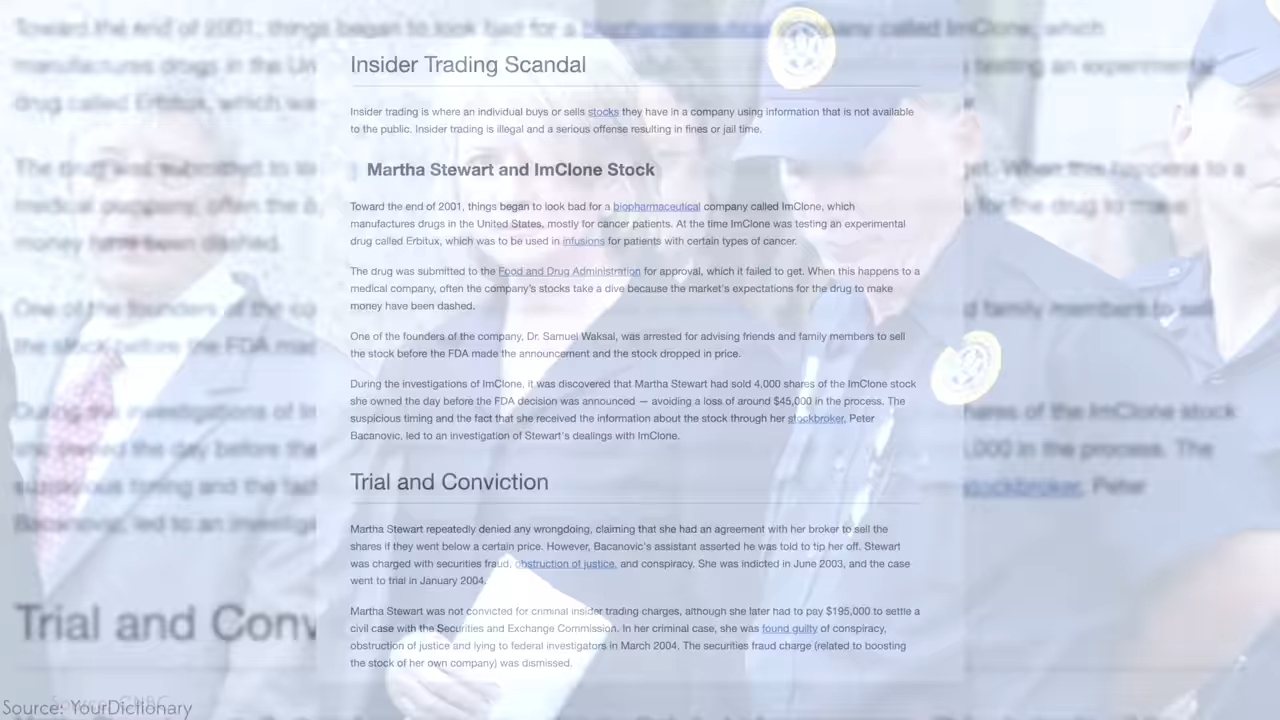 Insider Trading Scandal
Insider trading is where an individual buys or sells stocks they have in a company using information that is not available
to the public. Insider trading is illegal and a serious offense resulting in fines or jail time.
Martha Stewart and ImClone Stock
Toward the end of 2001, things began to look bad for a biopharmaceutical company called ImClone, which
manufactures drugs in the United States, mostly for cancer patients. At the time ImClone was testing an experimental
drug called Erbitux, which was to be used in infusions for patients with certain types of cancer.
The drug was submitted to the Food and Drug Administration for approval, which it failed to get. When this happens to a
medical company, often the company's stocks take a dive because the market's expectations for the drug to make
money have been dashed.
One of the founders of the company, Dr. Samuel Waksal, was arrested for advising friends and family members to sell
the stock before the FDA made the announcement and the stock dropped in price.
During the investigations of ImClone, it was discovered that Martha Stewart had sold 4,000 shares of the ImClone stock
she owned the day before the FDA decision was announced — avoiding a loss of around $45,000 in the process. The
suspicious timing and the fact that she received the information about the stock through her stockbroker, Peter
Bacanovic, led to an investigation of Stewart's dealings with ImClone.
Trial and Conviction
Martha Stewart repeatedly denied any wrongdoing, claiming that she had an agreement with her broker to sell the
shares if they went below a certain price. However, Bacanovic's assistant asserted he was told to tip her off. Stewart
was charged with securities fraud, obstruction of justice, and conspiracy. She was indicted in June 2003, and the case
went to trial in January 2004.
Martha Stewart was not convicted for criminal insider trading charges, although she later had to pay $195,000 to settle a
civil case with the Securities and Exchange Commission. In her criminal case, she was found guilty of conspiracy,
obstruction of justice and lying to federal investigators in March 2004. The securities fraud charge (related to boosting
the stock of her own company) was dismissed.
Source: YourDictionary